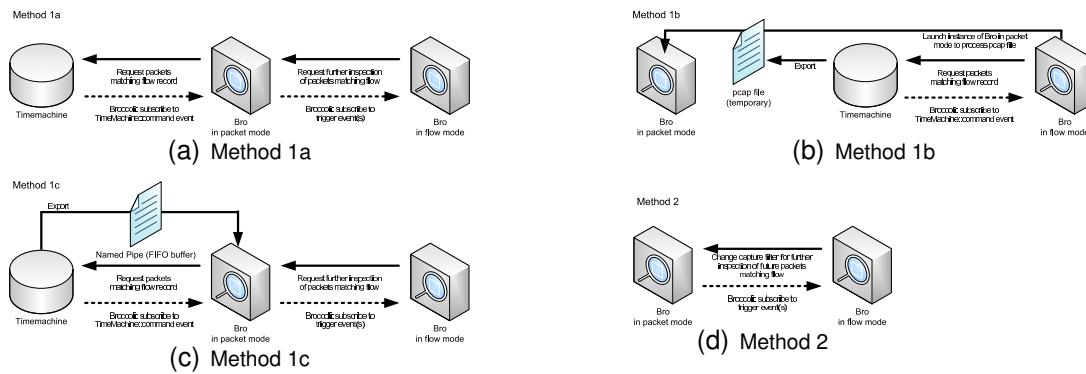 Method 1a
Request packets
matching flow record
Broccoli: subscribe to
TimeMachine::command event
Timemachine
Request further inspection
of packets matching flow
Broccoli: subscribe to
trigger event(s)
Bro
in packet mode
Bro
in flow mode
(a) Method 1a
Method 1b
Launch instance of Bro in packet
mode to process pcap file
Export
pcap file
(temporary)
Request packets
matching flow record
Broccoli: subscribe to
TimeMachine::command event
Bro
in packet mode
Timemachine
Bro
in flow mode
(b) Method 1b
Method 1c
Export
Named Pipe (FIFO buffer)
Request packets
matching flow record
Broccoli: subscribe to
TimeMachine::command event
Timemachine
Request further inspection
of packets matching flow
Broccoli: subscribe to
trigger event(s)
Bro
in packet mode
Bro
in flow mode
(c) Method 1c
Method 2
Change capture filter for further
inspection of future packets
matching flow
Broccoli: subscribe to
trigger event(s)
Bro
in packet mode
Bro
in flow mode
(d) Method 2